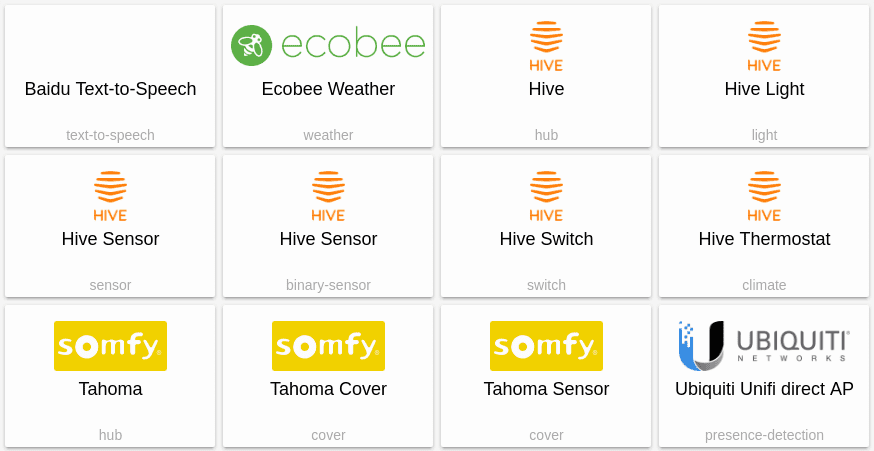 Baidu Text-to-Speech
text-to-speech
ecobee
Ecobee Weather
weather
HIVE
Hive
hub
HIVE
Hive Light
light
HIVE
Hive Sensor
sensor
HIVE
Hive Sensor
binary-sensor
HIVE
Hive Switch
switch
HIVE
Hive Thermostat
climate
somfy®
Tahoma
hub
somfy®
Tahoma Cover
cover
somfy®
Tahoma Sensor
cover
UBIQUITI®
NETWORKS
Ubiquiti Unifi direct AP
presence-detection